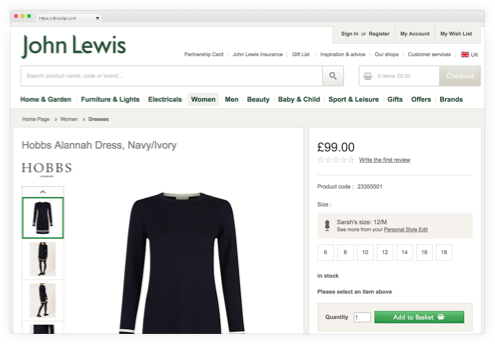 https://dressipi.com
Sign In or Register
My Account
My Wish List
John Lewis
Partnership Card
John Lewis Insurance
Gift List
Inspiration & advice
Our shops
Customer services
UK
Search product name, code or brand...
0 items: £0.00
Checkout
Home & Garden
Furniture & Lights
Electricals
Women
Men
Beauty
Baby & Child
Sport & Leisure
Gifts
Offers
Brands
Home Page » Women » Dresses
Hobbs Alannah Dress, Navy/Ivory
HOBBS
£99.00
Write the first review
Product code : 23355501
Size :
Sarah's size: 12/M
See more from your Personal Style Edit
6
8
10
12
14
16
18
in stock
Please select an item above
Quantity
1
Add to Basket